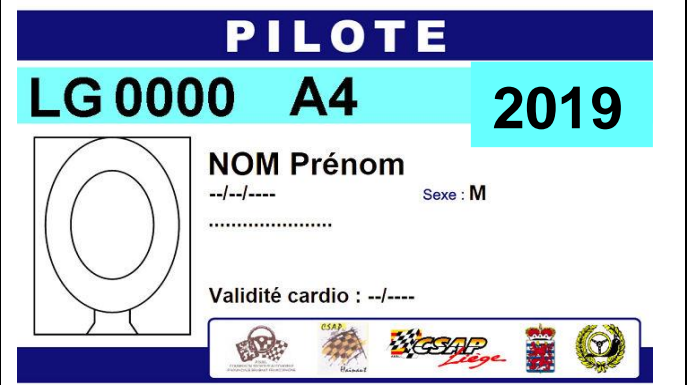 PILOTE
LG 0000 A4 2019
NOM Prénom
--/--/---- Sexe : M
......................
Validité cardio : --/----
CSAP
Hainaut
CSAP
Liège